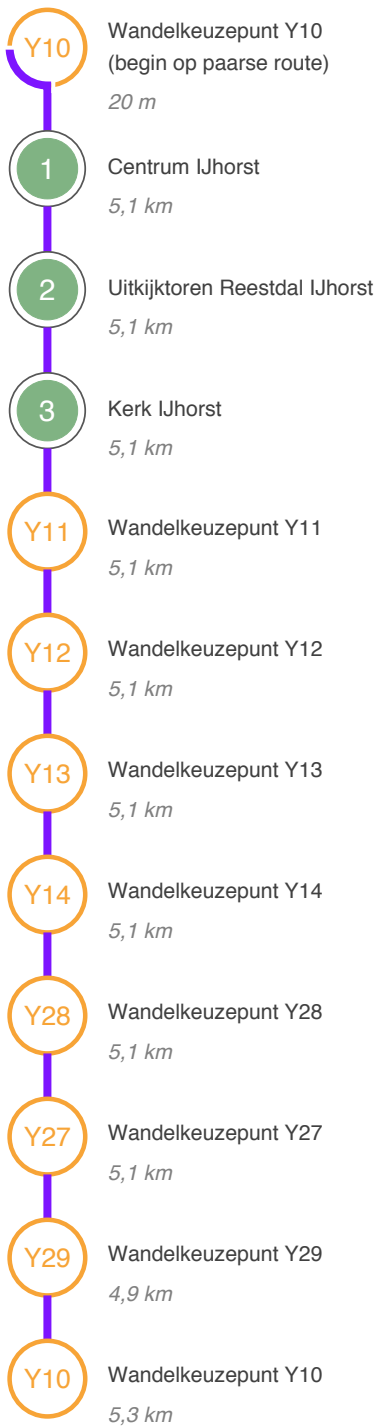 Y10
Wandelkeuzepunt Y10
(begin op paarse route)
20 m
1
Centrum IJhorst
5,1 km
2
Uitkijktoren Reestdal IJhorst
5,1 km
3
Kerk IJhorst
5,1 km
Y11
Wandelkeuzepunt Y11
5,1 km
Y12
Wandelkeuzepunt Y12
5,1 km
Y13
Wandelkeuzepunt Y13
5,1 km
Y14
Wandelkeuzepunt Y14
5,1 km
Y28
Wandelkeuzepunt Y28
5,1 km
Y27
Wandelkeuzepunt Y27
5,1 km
Y29
Wandelkeuzepunt Y29
4,9 km
Y10
Wandelkeuzepunt Y10
5,3 km